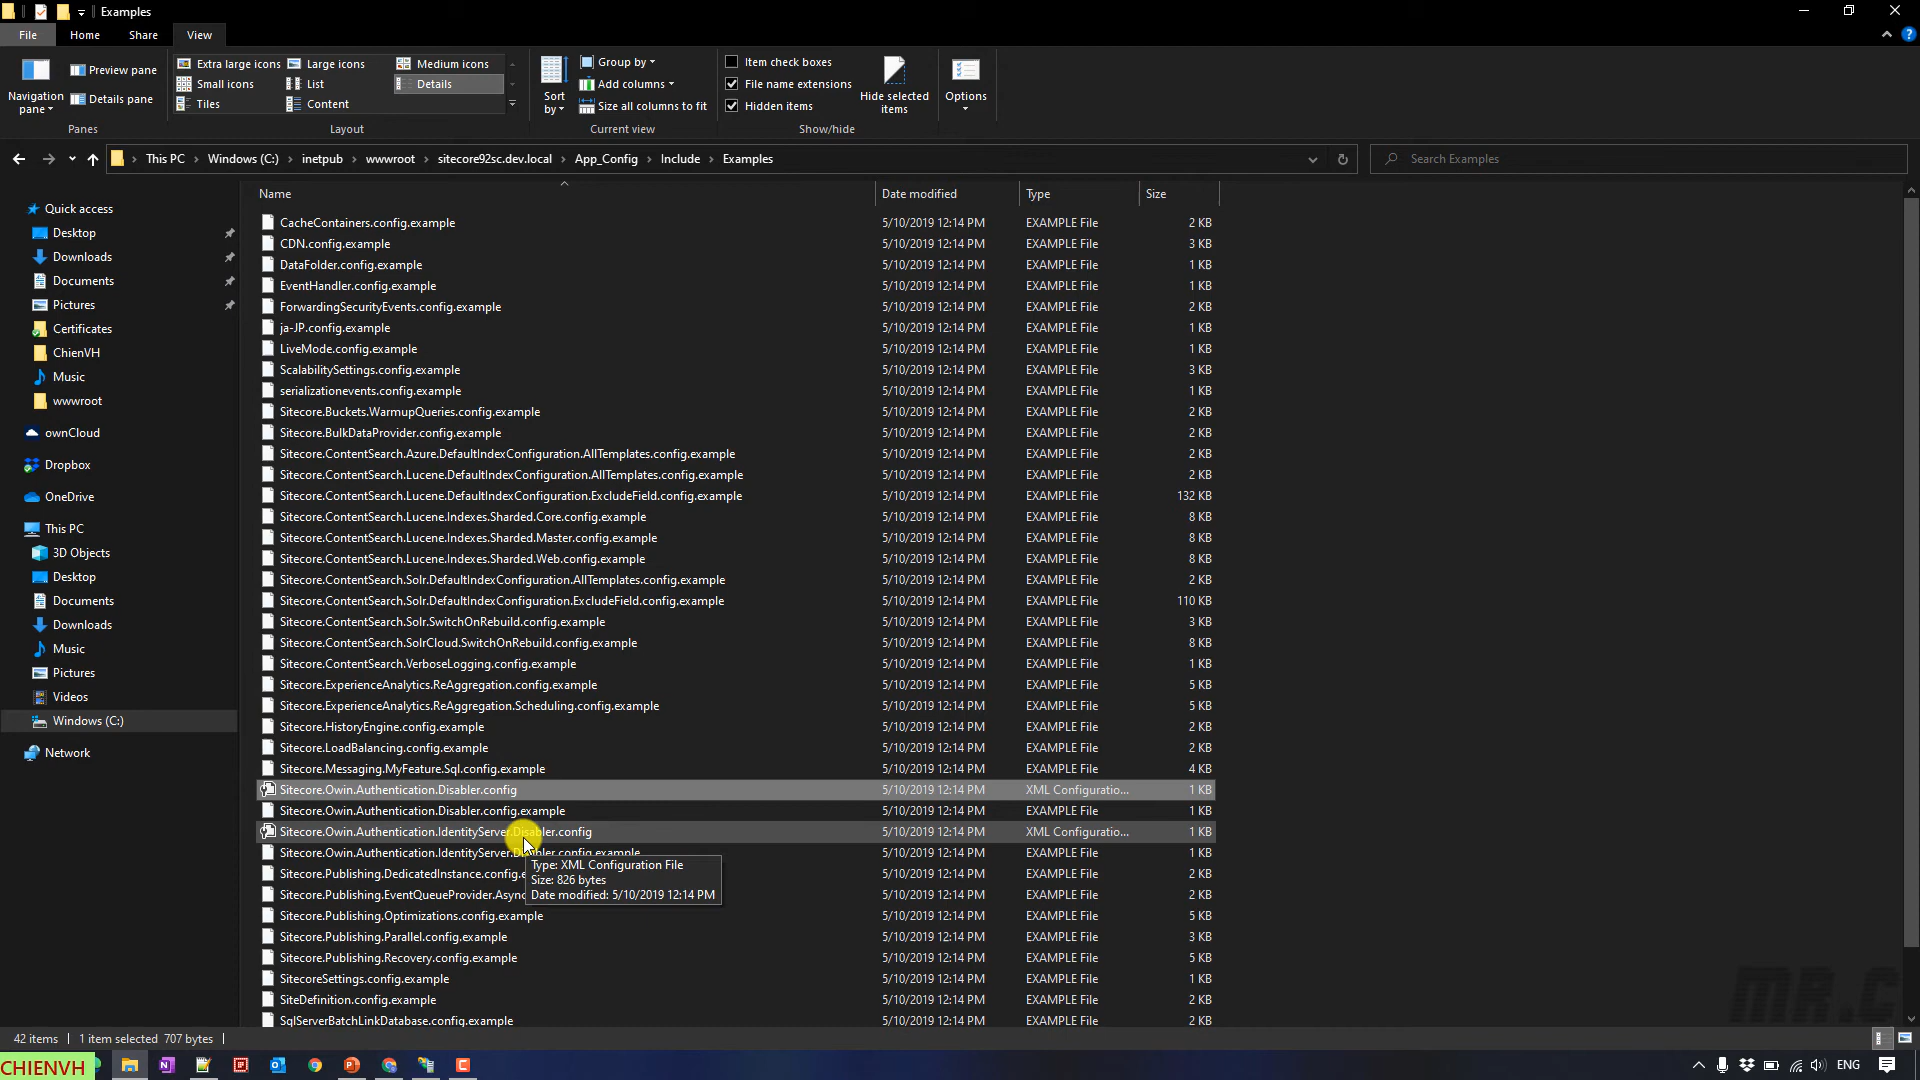 Examples
File Home Share View
Navigation pane
Preview pane
Details pane
Panes
Extra large icons Large icons Medium icons
Small icons List Details
Tiles Content
Layout
Sort by
Group by
Add columns
Size all columns to fit
Current view
Item check boxes
File name extensions
Hidden items
Hide selected items
Show/hide
Options
This PC Windows (C:) inetpub wwwroot sitecore92sc.dev.local App_Config Include Examples
Search Examples
Quick access
Desktop
Downloads
Documents
Pictures
Certificates
ChienVH
Music
wwwroot
ownCloud
Dropbox
OneDrive
This PC
3D Objects
Desktop
Documents
Downloads
Music
Pictures
Videos
Windows (C:)
Network
Name Date modified Type Size
CacheContainers.config.example 5/10/2019 12:14 PM EXAMPLE File 2 KB
CDN.config.example 5/10/2019 12:14 PM EXAMPLE File 3 KB
DataFolder.config.example 5/10/2019 12:14 PM EXAMPLE File 1 KB
EventHandler.config.example 5/10/2019 12:14 PM EXAMPLE File 1 KB
ForwardingSecurityEvents.config.example 5/10/2019 12:14 PM EXAMPLE File 2 KB
ja-JP.config.example 5/10/2019 12:14 PM EXAMPLE File 1 KB
LiveMode.config.example 5/10/2019 12:14 PM EXAMPLE File 1 KB
ScalabilitySettings.config.example 5/10/2019 12:14 PM EXAMPLE File 3 KB
serializationevents.config.example 5/10/2019 12:14 PM EXAMPLE File 1 KB
Sitecore.Buckets.WarmupQueries.config.example 5/10/2019 12:14 PM EXAMPLE File 2 KB
Sitecore.BulkDataProvider.config.example 5/10/2019 12:14 PM EXAMPLE File 2 KB
Sitecore.ContentSearch.Azure.DefaultIndexConfiguration.AllTemplates.config.example 5/10/2019 12:14 PM EXAMPLE File 2 KB
Sitecore.ContentSearch.Lucene.DefaultIndexConfiguration.AllTemplates.config.example 5/10/2019 12:14 PM EXAMPLE File 2 KB
Sitecore.ContentSearch.Lucene.DefaultIndexConfiguration.ExcludeField.config.example 5/10/2019 12:14 PM EXAMPLE File 132 KB
Sitecore.ContentSearch.Lucene.Indexes.Sharded.Core.config.example 5/10/2019 12:14 PM EXAMPLE File 8 KB
Sitecore.ContentSearch.Lucene.Indexes.Sharded.Master.config.example 5/10/2019 12:14 PM EXAMPLE File 8 KB
Sitecore.ContentSearch.Lucene.Indexes.Sharded.Web.config.example 5/10/2019 12:14 PM EXAMPLE File 8 KB
Sitecore.ContentSearch.Solr.DefaultIndexConfiguration.AllTemplates.config.example 5/10/2019 12:14 PM EXAMPLE File 2 KB
Sitecore.ContentSearch.Solr.DefaultIndexConfiguration.ExcludeField.config.example 5/10/2019 12:14 PM EXAMPLE File 110 KB
Sitecore.ContentSearch.Solr.SwitchOnRebuild.config.example 5/10/2019 12:14 PM EXAMPLE File 3 KB
Sitecore.ContentSearch.SolrCloud.SwitchOnRebuild.config.example 5/10/2019 12:14 PM EXAMPLE File 8 KB
Sitecore.ContentSearch.VerboseLogging.config.example 5/10/2019 12:14 PM EXAMPLE File 1 KB
Sitecore.ExperienceAnalytics.ReAggregation.config.example 5/10/2019 12:14 PM EXAMPLE File 5 KB
Sitecore.ExperienceAnalytics.ReAggregation.Scheduling.config.example 5/10/2019 12:14 PM EXAMPLE File 5 KB
Sitecore.HistoryEngine.config.example 5/10/2019 12:14 PM EXAMPLE File 2 KB
Sitecore.LoadBalancing.config.example 5/10/2019 12:14 PM EXAMPLE File 2 KB
Sitecore.Messaging.MyFeature.Sql.config.example 5/10/2019 12:14 PM EXAMPLE File 4 KB
Sitecore.Owin.Authentication.Disabler.config 5/10/2019 12:14 PM XML Configuratio... 1 KB
Sitecore.Owin.Authentication.Disabler.config.example 5/10/2019 12:14 PM EXAMPLE File 1 KB
Sitecore.Owin.Authentication.IdentityServer.Disabler.config 5/10/2019 12:14 PM XML Configuratio... 1 KB
Sitecore.Owin.Authentication.IdentityServer.Disabler.config.example 5/10/2019 12:14 PM EXAMPLE File 1 KB
Sitecore.Publishing.DedicatedInstance.config.e 5/10/2019 12:14 PM EXAMPLE File 2 KB
Sitecore.Publishing.EventQueueProvider.Async 5/10/2019 12:14 PM EXAMPLE File 2 KB
Sitecore.Publishing.Optimizations.config.example 5/10/2019 12:14 PM EXAMPLE File 5 KB
Sitecore.Publishing.Parallel.config.example 5/10/2019 12:14 PM EXAMPLE File 3 KB
Sitecore.Publishing.Recovery.config.example 5/10/2019 12:14 PM EXAMPLE File 5 KB
SitecoreSettings.config.example 5/10/2019 12:14 PM EXAMPLE File 1 KB
SiteDefinition.config.example 5/10/2019 12:14 PM EXAMPLE File 2 KB
SqlServerBatchLinkDatabase.config.example 5/10/2019 12:14 PM EXAMPLE File 2 KB
Type: XML Configuration File
Size: 826 bytes
Date modified: 5/10/2019 12:14 PM
MR.C
42 items 1 item selected 707 bytes
CHIENVH
ENG